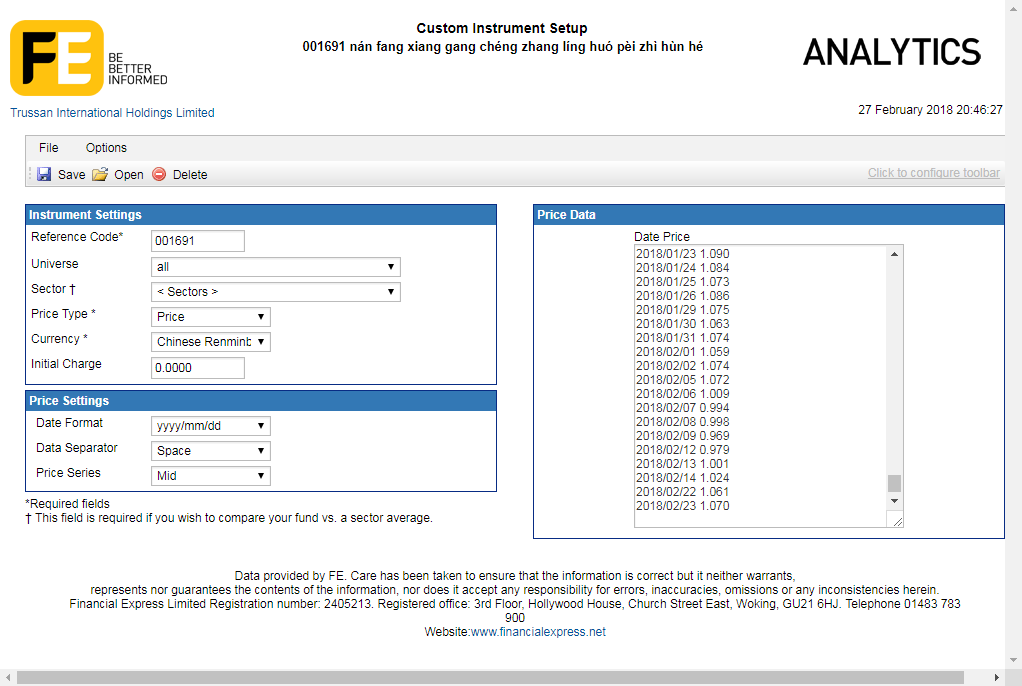 FE
BE
BETTER
INFORMED
Custom Instrument Setup
001691 nán fang xiang gang chéng zhang líng huó pèi zhì hùn hé
ANALYTICS
Trussan International Holdings Limited
27 February 2018 20:46:27
File Options
Save Open Delete
Click to configure toolbar
Instrument Settings
Reference Code* 001691
Universe all
Sector † < Sectors >
Price Type * Price
Currency * Chinese Renminb
Initial Charge 0.0000
Price Settings
Date Format yyyy/mm/dd
Data Separator Space
Price Series Mid
*Required fields
† This field is required if you wish to compare your fund vs. a sector average.
Price Data
Date Price
2018/01/23 1.090
2018/01/24 1.084
2018/01/25 1.073
2018/01/26 1.086
2018/01/29 1.075
2018/01/30 1.063
2018/01/31 1.074
2018/02/01 1.059
2018/02/02 1.074
2018/02/05 1.072
2018/02/06 1.009
2018/02/07 0.994
2018/02/08 0.998
2018/02/09 0.969
2018/02/12 0.979
2018/02/13 1.001
2018/02/14 1.024
2018/02/22 1.061
2018/02/23 1.070
Data provided by FE. Care has been taken to ensure that the information is correct but it neither warrants,
represents nor guarantees the contents of the information, nor does it accept any responsibility for errors, inaccuracies, omissions or any inconsistencies herein.
Financial Express Limited Registration number: 2405213. Registered office: 3rd Floor, Hollywood House, Church Street East, Woking, GU21 6HJ. Telephone 01483 783
900
Website:www.financialexpress.net